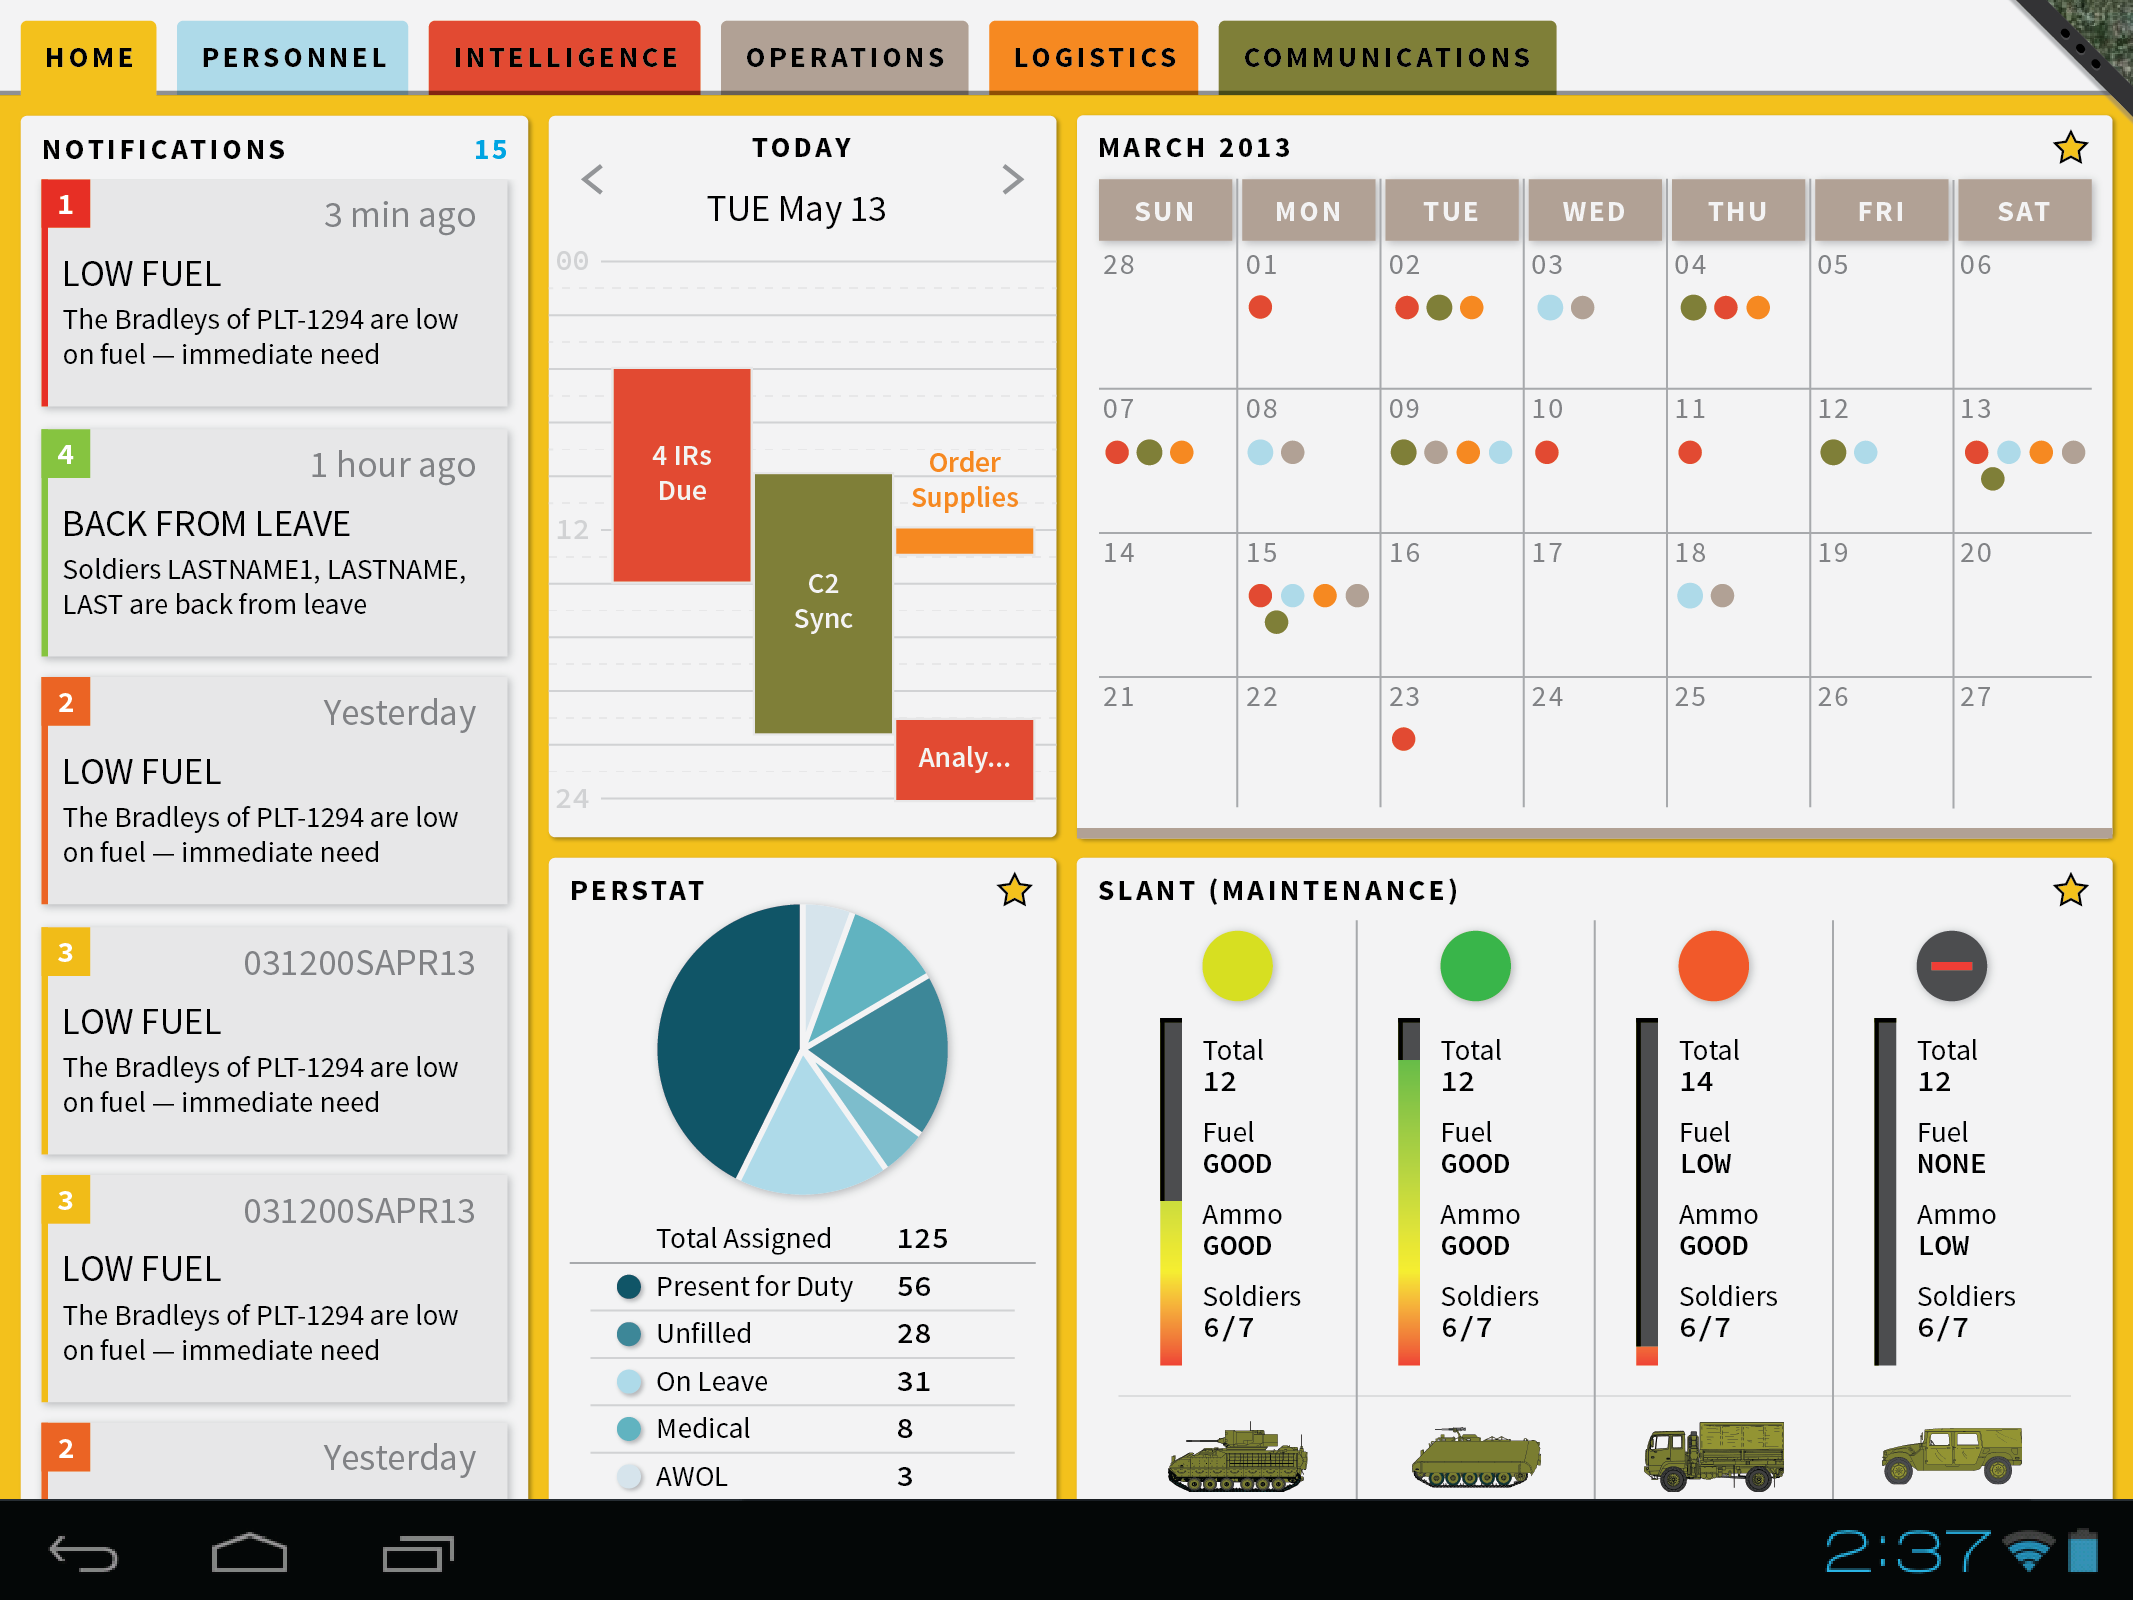 HOME
PERSONNEL
INTELLIGENCE
OPERATIONS
LOGISTICS
COMMUNICATIONS
NOTIFICATIONS 15
1
3 min ago
LOW FUEL
The Bradleys of PLT-1294 are low
on fuel — immediate need
4
1 hour ago
BACK FROM LEAVE
Soldiers LASTNAME1, LASTNAME,
LAST are back from leave
2
Yesterday
LOW FUEL
The Bradleys of PLT-1294 are low
on fuel — immediate need
3
031200SAPR13
LOW FUEL
The Bradleys of PLT-1294 are low
on fuel — immediate need
3
031200SAPR13
LOW FUEL
The Bradleys of PLT-1294 are low
on fuel — immediate need
2
Yesterday
TODAY
TUE May 13
00
4 IRs
Due
Order
Supplies
12
C2
Sync
Analy...
24
MARCH 2013
SUN MON TUE WED THU FRI SAT
28 01 02 03 04 05 06
07 08 09 10 11 12 13
14 15 16 17 18 19 20
21 22 23 24 25 26 27
PERSTAT
Total Assigned 125
Present for Duty 56
Unfilled 28
On Leave 31
Medical 8
AWOL 3
SLANT (MAINTENANCE)
Total
12
Fuel
GOOD
Ammo
GOOD
Soldiers
6/7
Total
12
Fuel
GOOD
Ammo
GOOD
Soldiers
6/7
Total
14
Fuel
LOW
Ammo
GOOD
Soldiers
6/7
Total
12
Fuel
NONE
Ammo
LOW
Soldiers
6/7
2:37